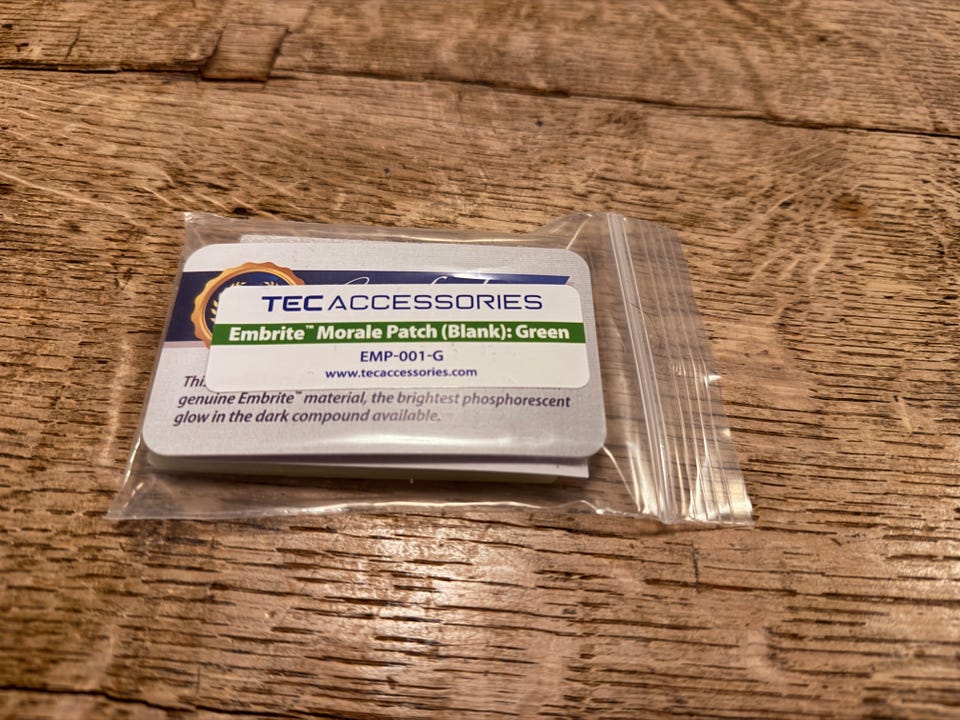 TEC ACCESSORIES
Embrite™ Morale Patch (Blank): Green
EMP-001-G
www.tecaccessories.com
genuine Embrite™ material, the brightest phosphorescent
glow in the dark compound available.